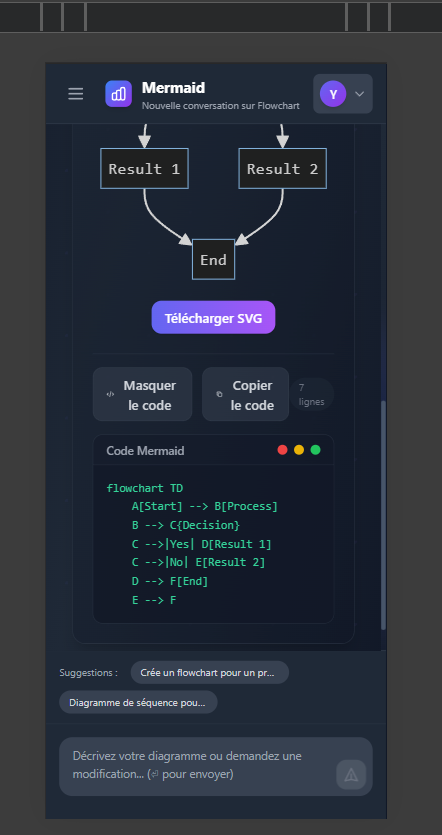 Mermaid
Nouvelle conversation sur Flowchart
Y
Result 1
Result 2
End
Télécharger SVG
Masquer
le code
Copier
le code
7
lignes
Code Mermaid
flowchart TD
    A[Start] --> B[Process]
    B --> C{Decision}
    C -->|Yes| D[Result 1]
    C -->|No| E[Result 2]
    D --> F[End]
    E --> F
Suggestions :
Crée un flowchart pour un pr...
Diagramme de séquence pou...
Décrivez votre diagramme ou demandez une
modification... (⏎ pour envoyer)